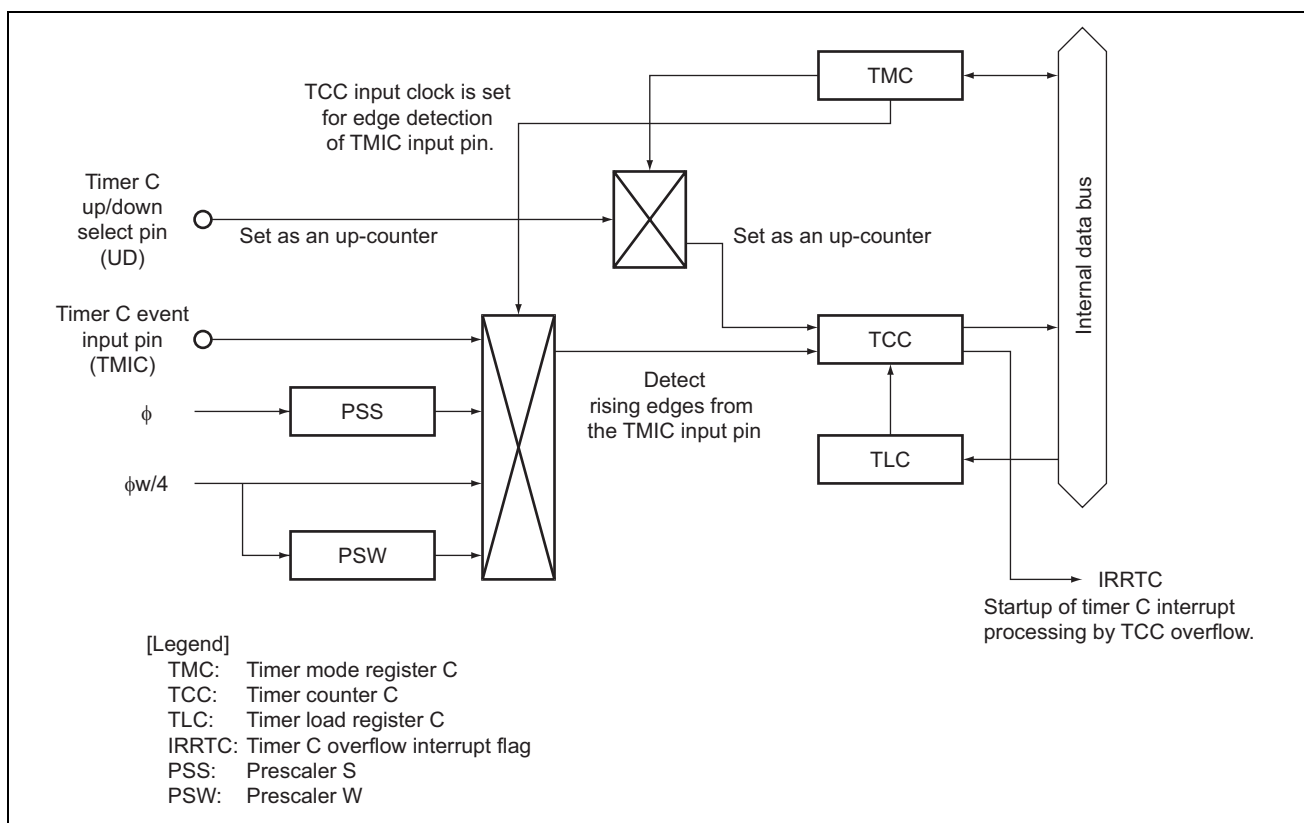 TMC
TCC input clock is set
for edge detection
of TMIC input pin.
Timer C
up/down
select pin
(UD)
Set as an up-counter
Set as an up-counter
Internal data bus
Timer C event
input pin
(TMIC)
TCC
Detect
rising edges from
the TMIC input pin
ϕ
PSS
TLC
ϕw/4
PSW
IRRTC
Startup of timer C interrupt
processing by TCC overflow.
[Legend]
TMC: Timer mode register C
TCC: Timer counter C
TLC: Timer load register C
IRRTC: Timer C overflow interrupt flag
PSS: Prescaler S
PSW: Prescaler W